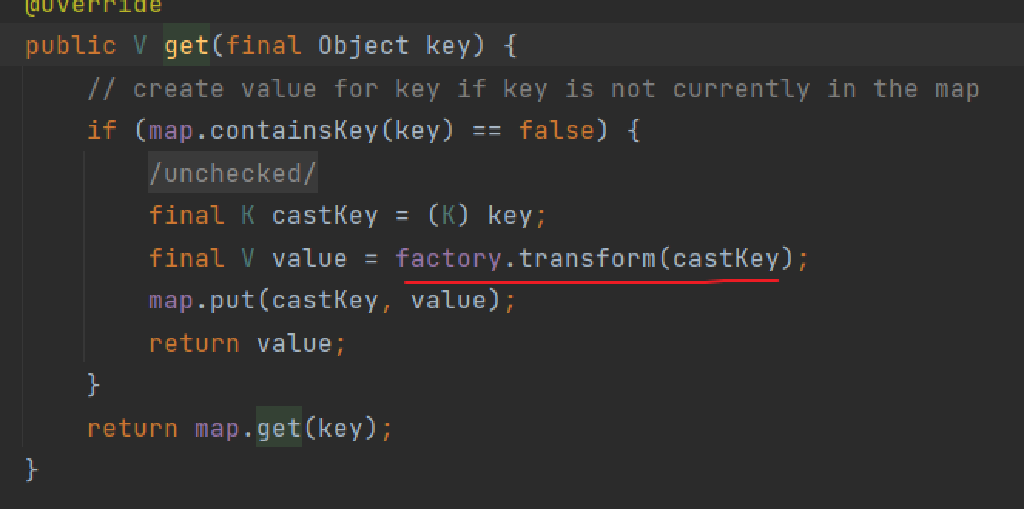 @Override
public V get(final Object key) {
// create value for key if key is not currently in the map
if (map.containsKey(key) == false) {
/unchecked/
final K castKey = (K) key;
final V value = factory.transform(castKey);
map.put(castKey, value);
return value;
}
return map.get(key);
}